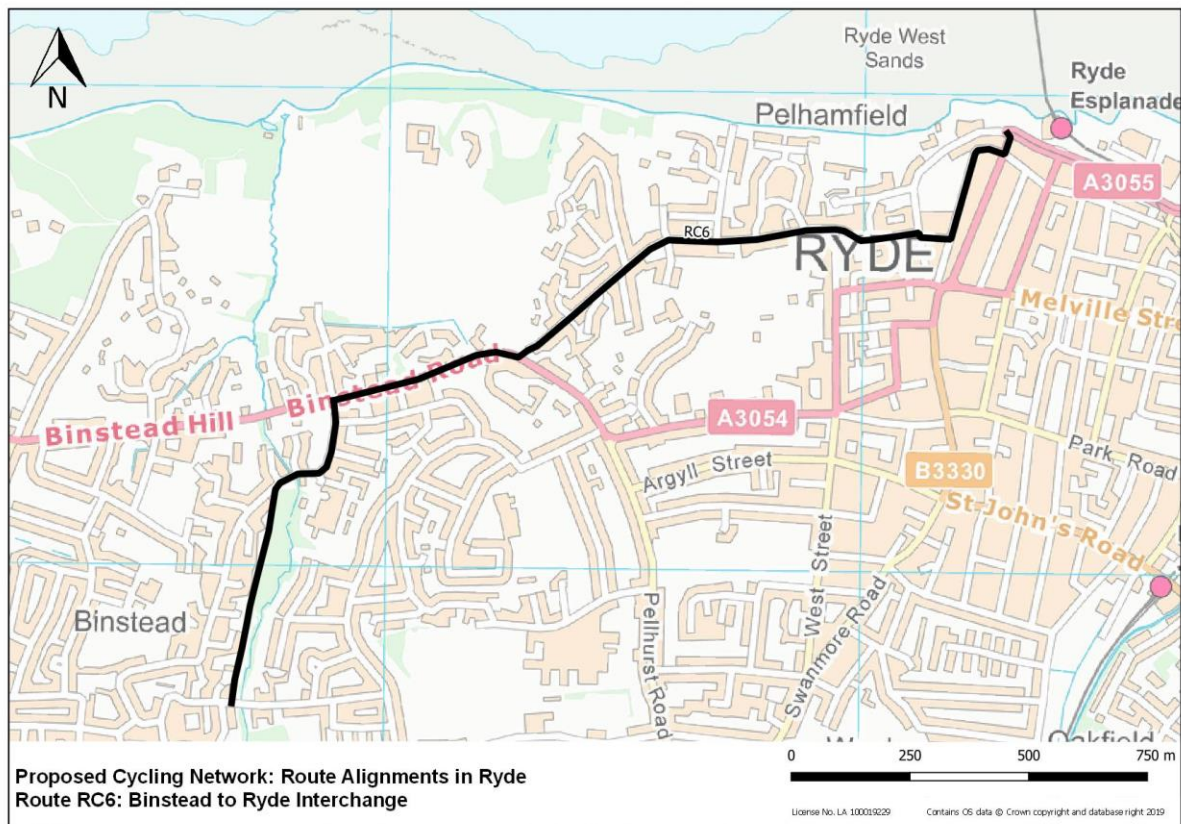 Ryde West
Sands
Ryde
Esplanade
N
Pelhamfield
A3055
RC6
RYDE
Melville Stre
Binstead Road
Binstead Hill
A3054
Park Road
Argyll Street
B3330
St John's Road
West Street
Binstead
Pellhurst Road
Swanmore Road
Oakfield
Proposed Cycling Network: Route Alignments in Ryde
Route RC6: Binstead to Ryde Interchange
0 250 500 750 m
License No. LA 100019229 Contains OS data © Crown copyright and database right 2019